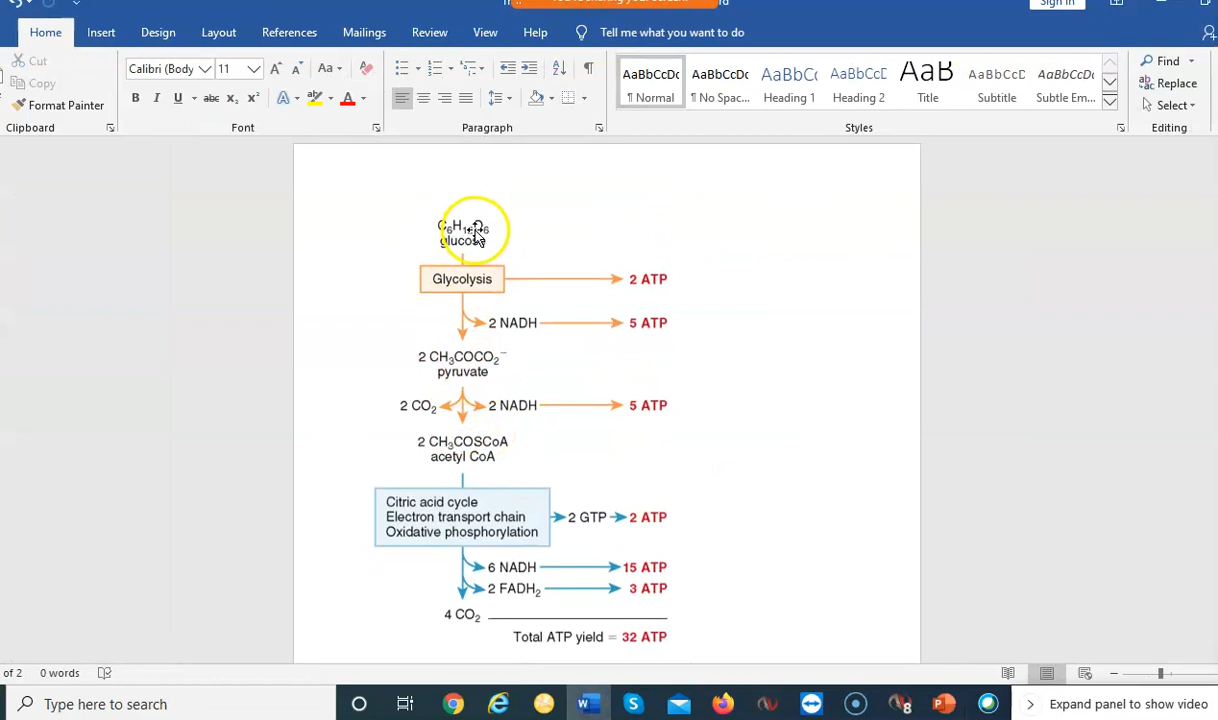 Sign in
Home Insert Design Layout References Mailings Review View Help Tell me what you want to do
Cut
Copy
Format Painter
Clipboard
Calibri (Body 11
Font
Paragraph
AaBbCcDc AaBbCcDc AaBbCc AaBbCcD AaB AaBbCcD AaBbCcDc
¶ Normal ¶ No Spac... Heading 1 Heading 2 Title Subtitle Subtle Em...
Styles
Find
Replace
Select
Editing
glucose
Glycolysis 2 ATP
2 NADH 5 ATP
2 CH₃COCO₂⁻
pyruvate
2 CO₂ 2 NADH 5 ATP
2 CH₃COSCoA
acetyl CoA
Citric acid cycle
Electron transport chain 2 GTP 2 ATP
Oxidative phosphorylation
6 NADH 15 ATP
2 FADH₂ 3 ATP
4 CO₂
Total ATP yield = 32 ATP
of 2 0 words
Type here to search
Expand panel to show video